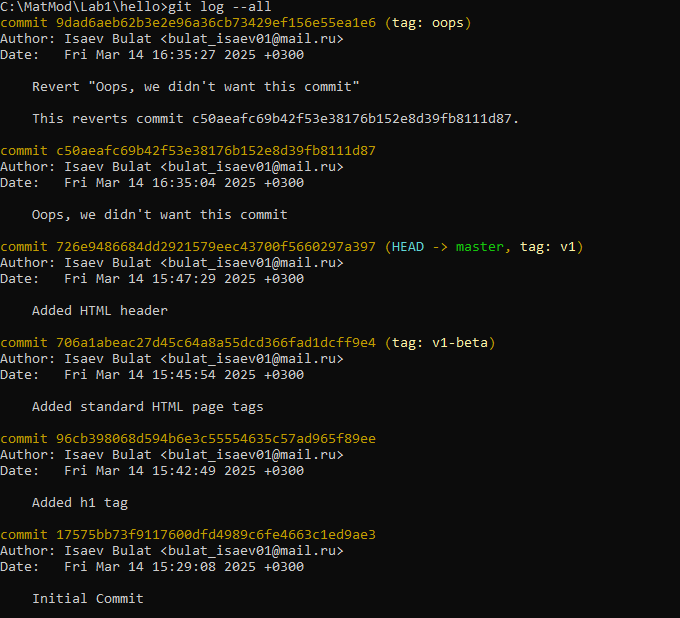 C:\MatMod\Lab1\hello>git log --all
commit 9dad6aeb62b3e2e96a36cb73429ef156e55ea1e6 (tag: oops)
Author: Isaev Bulat <bulat_isaev01@mail.ru>
Date:   Fri Mar 14 16:35:27 2025 +0300

    Revert "Oops, we didn't want this commit"

    This reverts commit c50aeafc69b42f53e38176b152e8d39fb8111d87.

commit c50aeafc69b42f53e38176b152e8d39fb8111d87
Author: Isaev Bulat <bulat_isaev01@mail.ru>
Date:   Fri Mar 14 16:35:04 2025 +0300

    Oops, we didn't want this commit

commit 726e9486684dd2921579eec43700f5660297a397 (HEAD -> master, tag: v1)
Author: Isaev Bulat <bulat_isaev01@mail.ru>
Date:   Fri Mar 14 15:47:29 2025 +0300

    Added HTML header

commit 706a1abeac27d45c64a8a55dcd366fad1dcff9e4 (tag: v1-beta)
Author: Isaev Bulat <bulat_isaev01@mail.ru>
Date:   Fri Mar 14 15:45:54 2025 +0300

    Added standard HTML page tags

commit 96cb398068d594b6e3c55554635c57ad965f89ee
Author: Isaev Bulat <bulat_isaev01@mail.ru>
Date:   Fri Mar 14 15:42:49 2025 +0300

    Added h1 tag

commit 17575bb73f9117600dfd4989c6fe4663c1ed9ae3
Author: Isaev Bulat <bulat_isaev01@mail.ru>
Date:   Fri Mar 14 15:29:08 2025 +0300

    Initial Commit